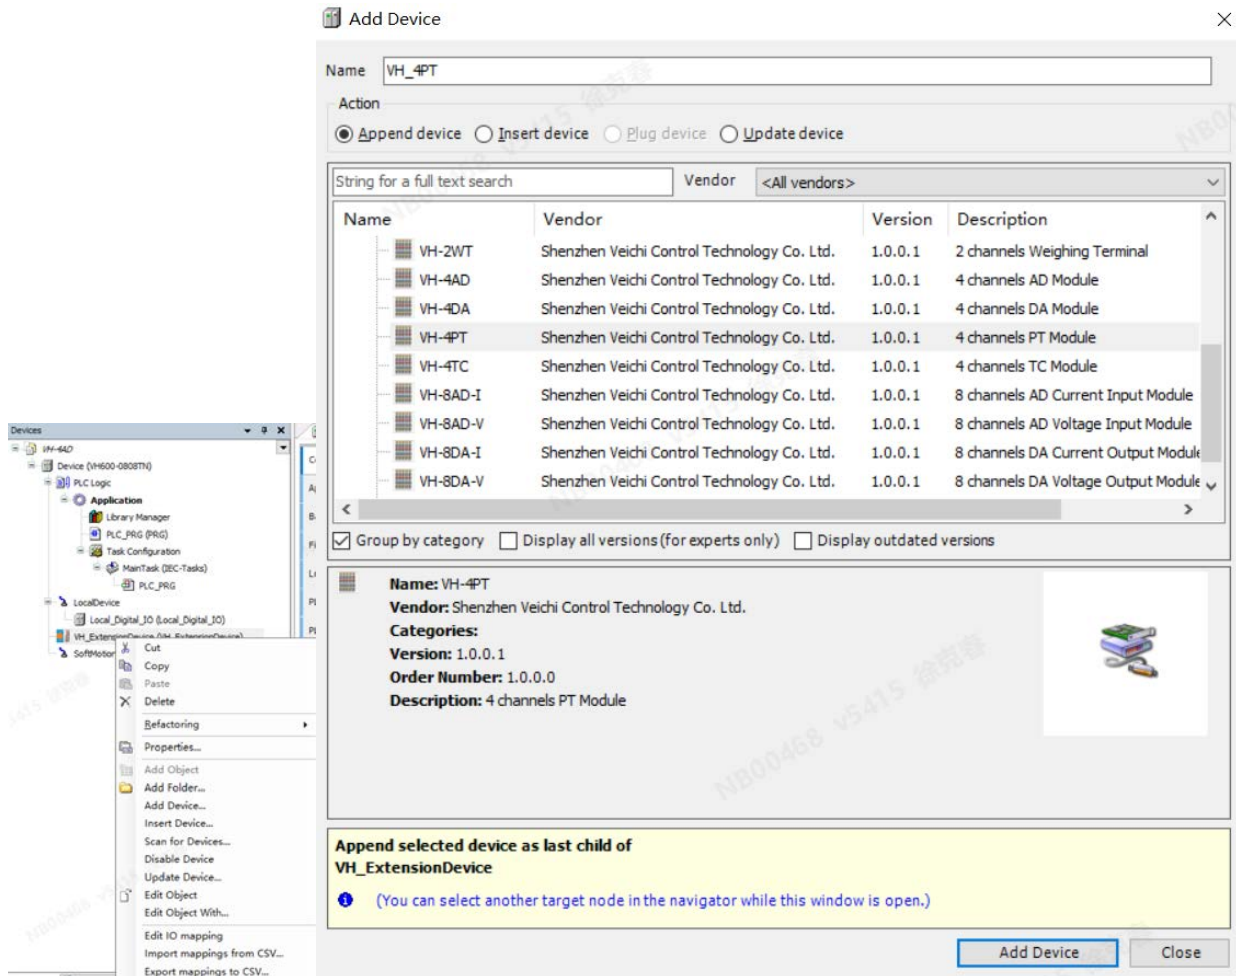 Add Device
Name VH_4PT
Action
Append device Insert device Plug device Update device
String for a full text search Vendor <All vendors>
Name Vendor Version Description
VH-2WT Shenzhen Veichi Control Technology Co. Ltd. 1.0.0.1 2 channels Weighing Terminal
VH-4AD Shenzhen Veichi Control Technology Co. Ltd. 1.0.0.1 4 channels AD Module
VH-4DA Shenzhen Veichi Control Technology Co. Ltd. 1.0.0.1 4 channels DA Module
VH-4PT Shenzhen Veichi Control Technology Co. Ltd. 1.0.0.1 4 channels PT Module
VH-4TC Shenzhen Veichi Control Technology Co. Ltd. 1.0.0.1 4 channels TC Module
VH-8AD-I Shenzhen Veichi Control Technology Co. Ltd. 1.0.0.1 8 channels AD Current Input Module
VH-8AD-V Shenzhen Veichi Control Technology Co. Ltd. 1.0.0.1 8 channels AD Voltage Input Module
VH-8DA-I Shenzhen Veichi Control Technology Co. Ltd. 1.0.0.1 8 channels DA Current Output Module
VH-8DA-V Shenzhen Veichi Control Technology Co. Ltd. 1.0.0.1 8 channels DA Voltage Output Module
Group by category Display all versions (for experts only) Display outdated versions
Name: VH-4PT
Vendor: Shenzhen Veichi Control Technology Co. Ltd.
Categories:
Version: 1.0.0.1
Order Number: 1.0.0.0
Description: 4 channels PT Module
Append selected device as last child of
VH_ExtensionDevice
(You can select another target node in the navigator while this window is open.)
Add Device Close
Devices
VH-4AD
Device (VH600-0808TN)
PLC Logic
Application
Library Manager
PLC_PRG (PRG)
Task Configuration
MainTask (IEC-Tasks)
PLC_PRG
LocalDevice
Local_Digital_IO (Local_Digital_IO)
VH_ExtensionDevice (VH_ExtensionDevice)
SoftMotion
Cut
Copy
Paste
Delete
Refactoring
Properties...
Add Object
Add Folder...
Add Device...
Insert Device...
Scan for Devices...
Disable Device
Update Device...
Edit Object
Edit Object With...
Edit IO mapping
Import mappings from CSV...
Export mappings to CSV...
NB00468 v5415 徐克春